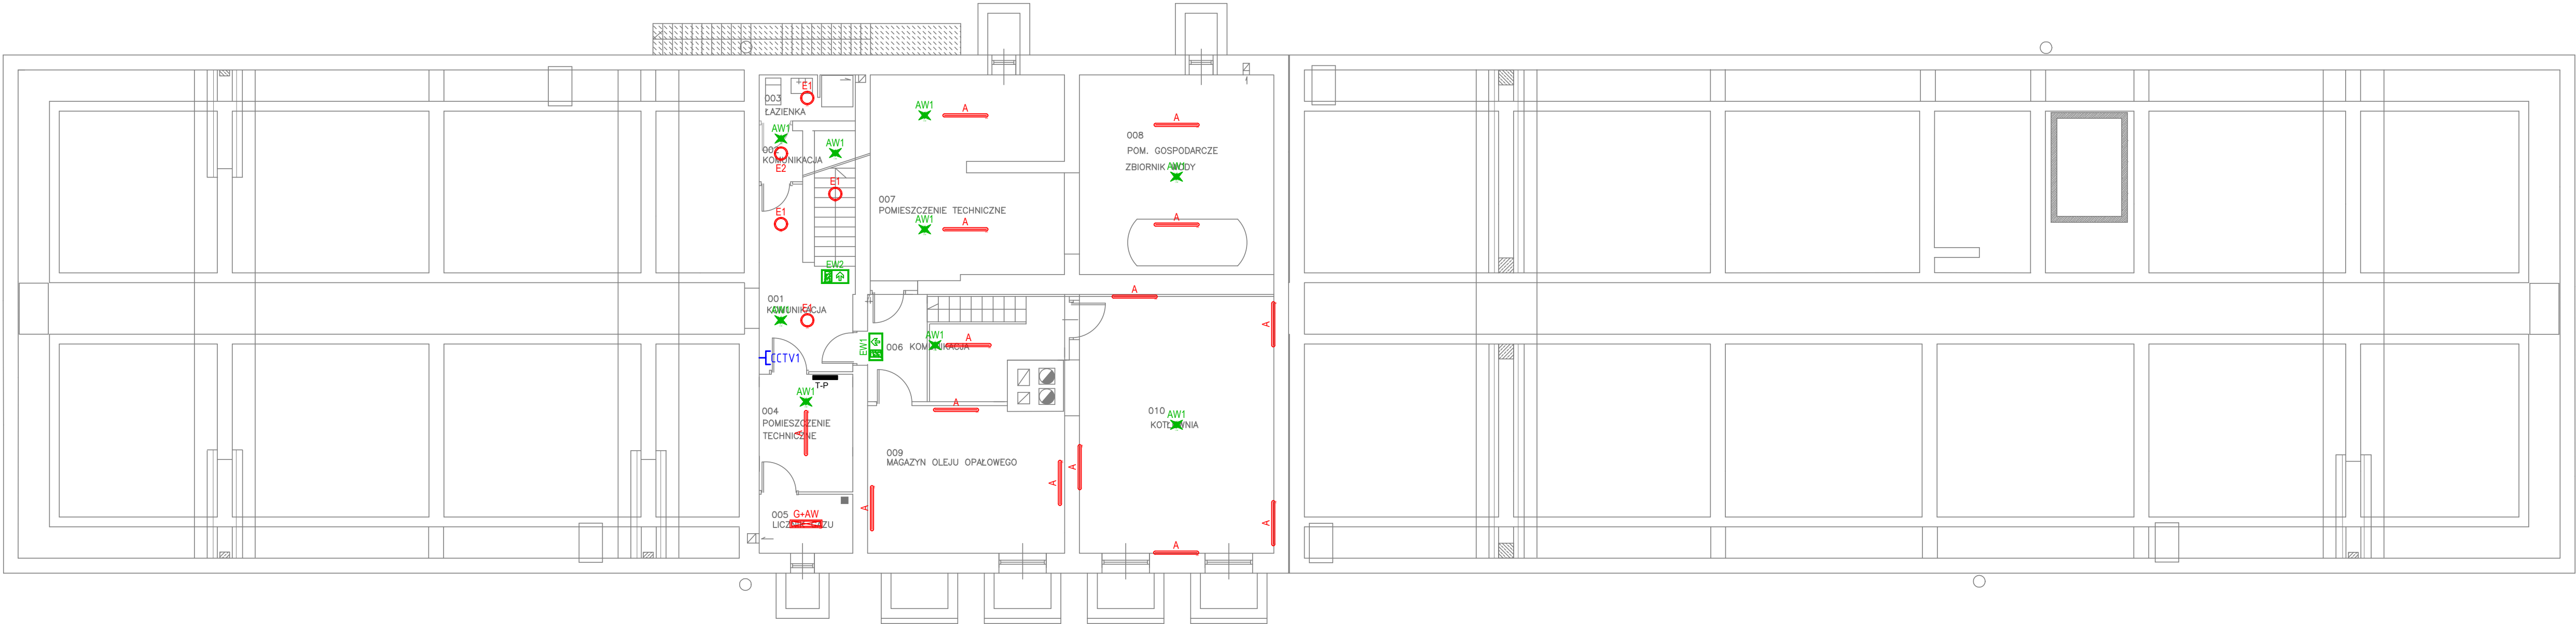 E1
003
ŁAZIENKA
AW1
002
KOMUNIKACJA
E2
AW1
E1
E1
EW2
001
KOMUNIKACJA
AW1
E1
CCTV1
EW1
T-P
AW1
004
POMIESZCZENIE
TECHNICZNE
A
G+AW
005
LICZNIK GAZU
AW1
A
007
POMIESZCZENIE TECHNICZNE
AW1
A
A
008
POM. GOSPODARCZE
AW1
ZBIORNIK WODY
A
AW1
A
006 KOMUNIKACJA
A
009
MAGAZYN OLEJU OPAŁOWEGO
A
A
A
A
010
AW1
KOTŁOWNIA
A
A
A